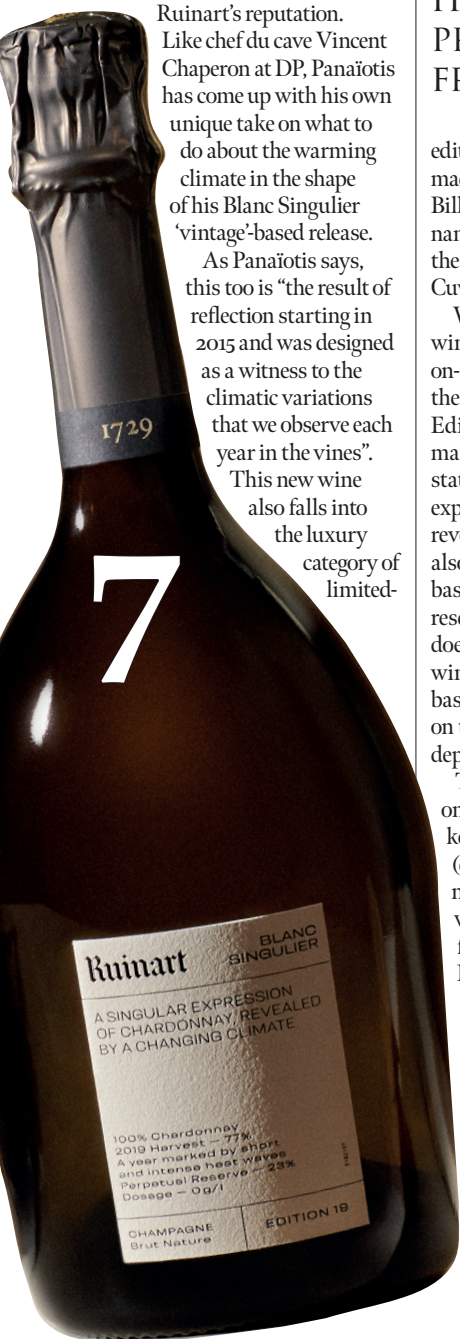 Ruinart's reputation.
Like chef du cave Vincent
Chaperon at DP, Panaïotis
has come up with his own
unique take on what to
do about the warming
climate in the shape
of his Blanc Singulier
'vintage'-based release.
As Panaïotis says,
this too is “the result of
reflection starting in
2015 and was designed
as a witness to the
climatic variations
that we observe each
year in the vines”.
This new wine
also falls into
the luxury
category of
limited-
1729
7
Ruinart
BLANC
SINGULIER
A SINGULAR EXPRESSION
OF CHARDONNAY, REVEALED
BY A CHANGING CLIMATE
100% Chardonnay
2019 Harvest – 77%
A year marked by short
and intense heat waves
Perpetual Reserve – 23%
Dosage – 0g/l
CHAMPAGNE
Brut Nature
EDITION 19
on-
the
win
on